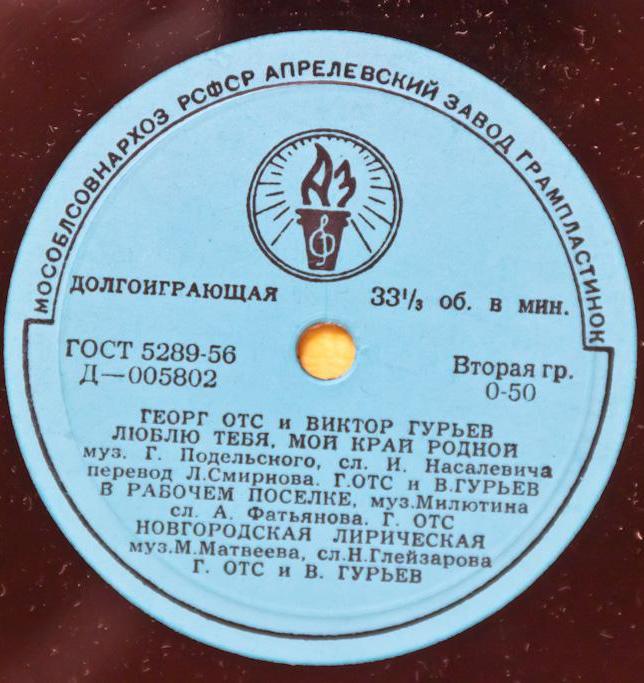 МОСОБЛСОВНАРХОЗ РСФСР АПРЕЛЕВСКИЙ ЗАВОД ГРАМПЛАСТИНОК
АЗ
ДОЛГОИГРАЮЩАЯ 33⅓ об. в мин.
ГОСТ 5289-56 Вторая гр.
Д—005802 0-50
ГЕОРГ ОТС и ВИКТОР ГУРЬЕВ
ЛЮБЛЮ ТЕБЯ, МОЙ КРАЙ РОДНОЙ
муз. Г. Подельского, сл. И. Насалевича
перевод Л.Смирнова. Г.ОТС и В.ГУРЬЕВ
В РАБОЧЕМ ПОСЕЛКЕ, муз.Милютина
сл. А. Фатьянова. Г. ОТС
НОВГОРОДСКАЯ ЛИРИЧЕСКАЯ
муз.М.Матвеева, сл.Н.Глейзарова
Г. ОТС и В. ГУРЬЕВ